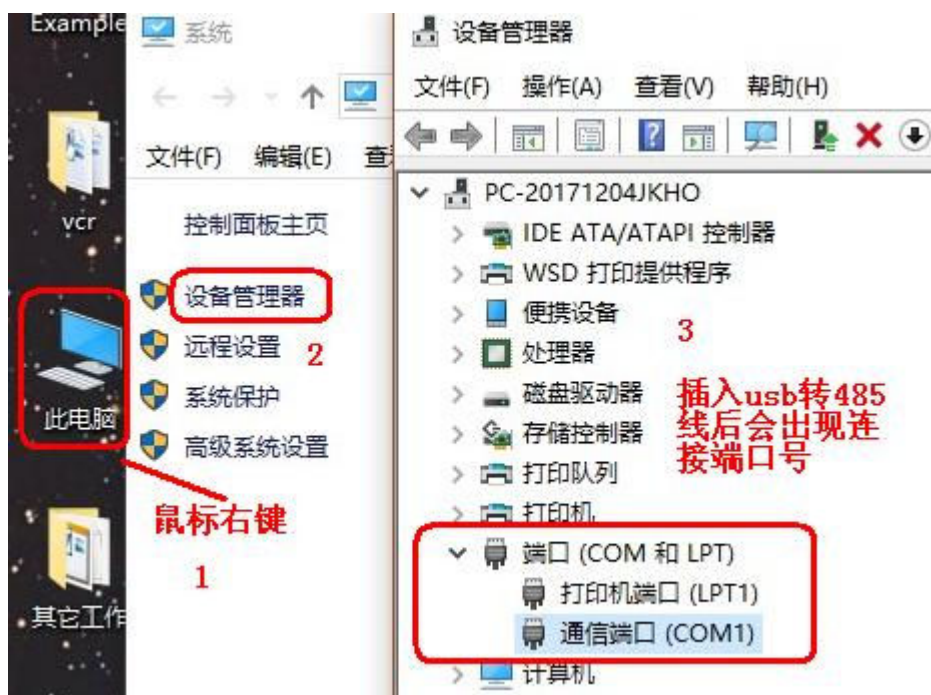 Example
vcr
此电脑
其它工作
鼠标右键
1
系统
文件(F) 编辑(E) 查
控制面板主页
设备管理器
远程设置
2
系统保护
高级系统设置
设备管理器
文件(F) 操作(A) 查看(V) 帮助(H)
PC-20171204JKHO
IDE ATA/ATAPI 控制器
WSD 打印提供程序
便携设备
处理器
磁盘驱动器
存储控制器
打印队列
打印机
端口 (COM 和 LPT)
打印机端口 (LPT1)
通信端口 (COM1)
计算机
3
插入usb转485
线后会出现连
接端口号